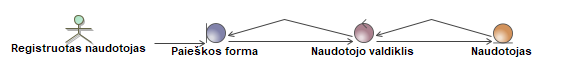 Registruotas naudotojas
Paieškos forma
Naudotojo valdiklis
Naudotojas